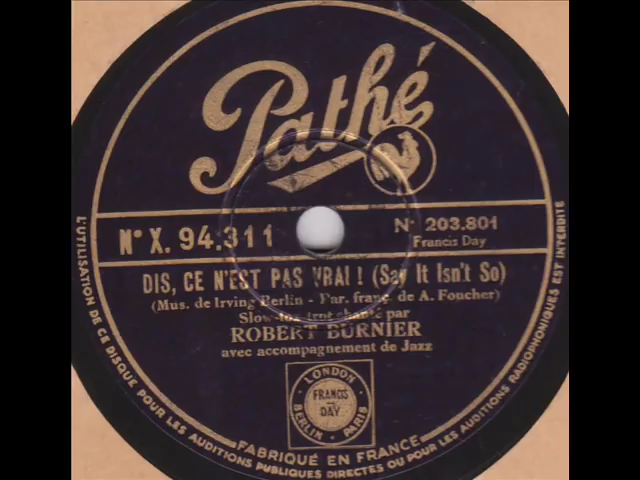 Pathé
N° X. 94.311
N° 203.801
Francis Day
DIS, CE N'EST PAS VRAI ! (Say It Isn't So)
(Mus. de Irving Berlin - Par. franç. de A. Foucher)
Slow-fox-trot chanté par
ROBERT BURNIER
avec accompagnement de Jazz
LONDON
FRANCIS
DAY
BERLIN PARIS
FABRIQUÉ EN FRANCE
L'UTILISATION DE CE DISQUE POUR LES AUDITIONS PUBLIQUES DIRECTES OU POUR LES AUDITIONS RADIOPHONIQUES EST INTERDITE